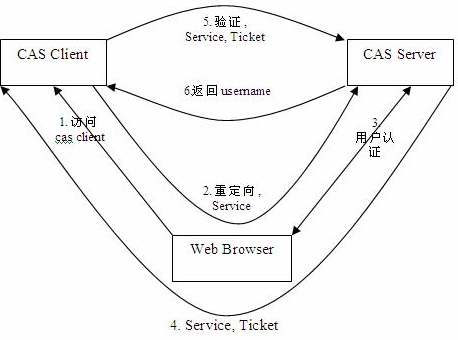 5.验证,
Service, Ticket
CAS Client
CAS Server
6返回 username
1.访问
cas client
3.
用户认
证
2.重定向,
Service
Web Browser
4. Service, Ticket